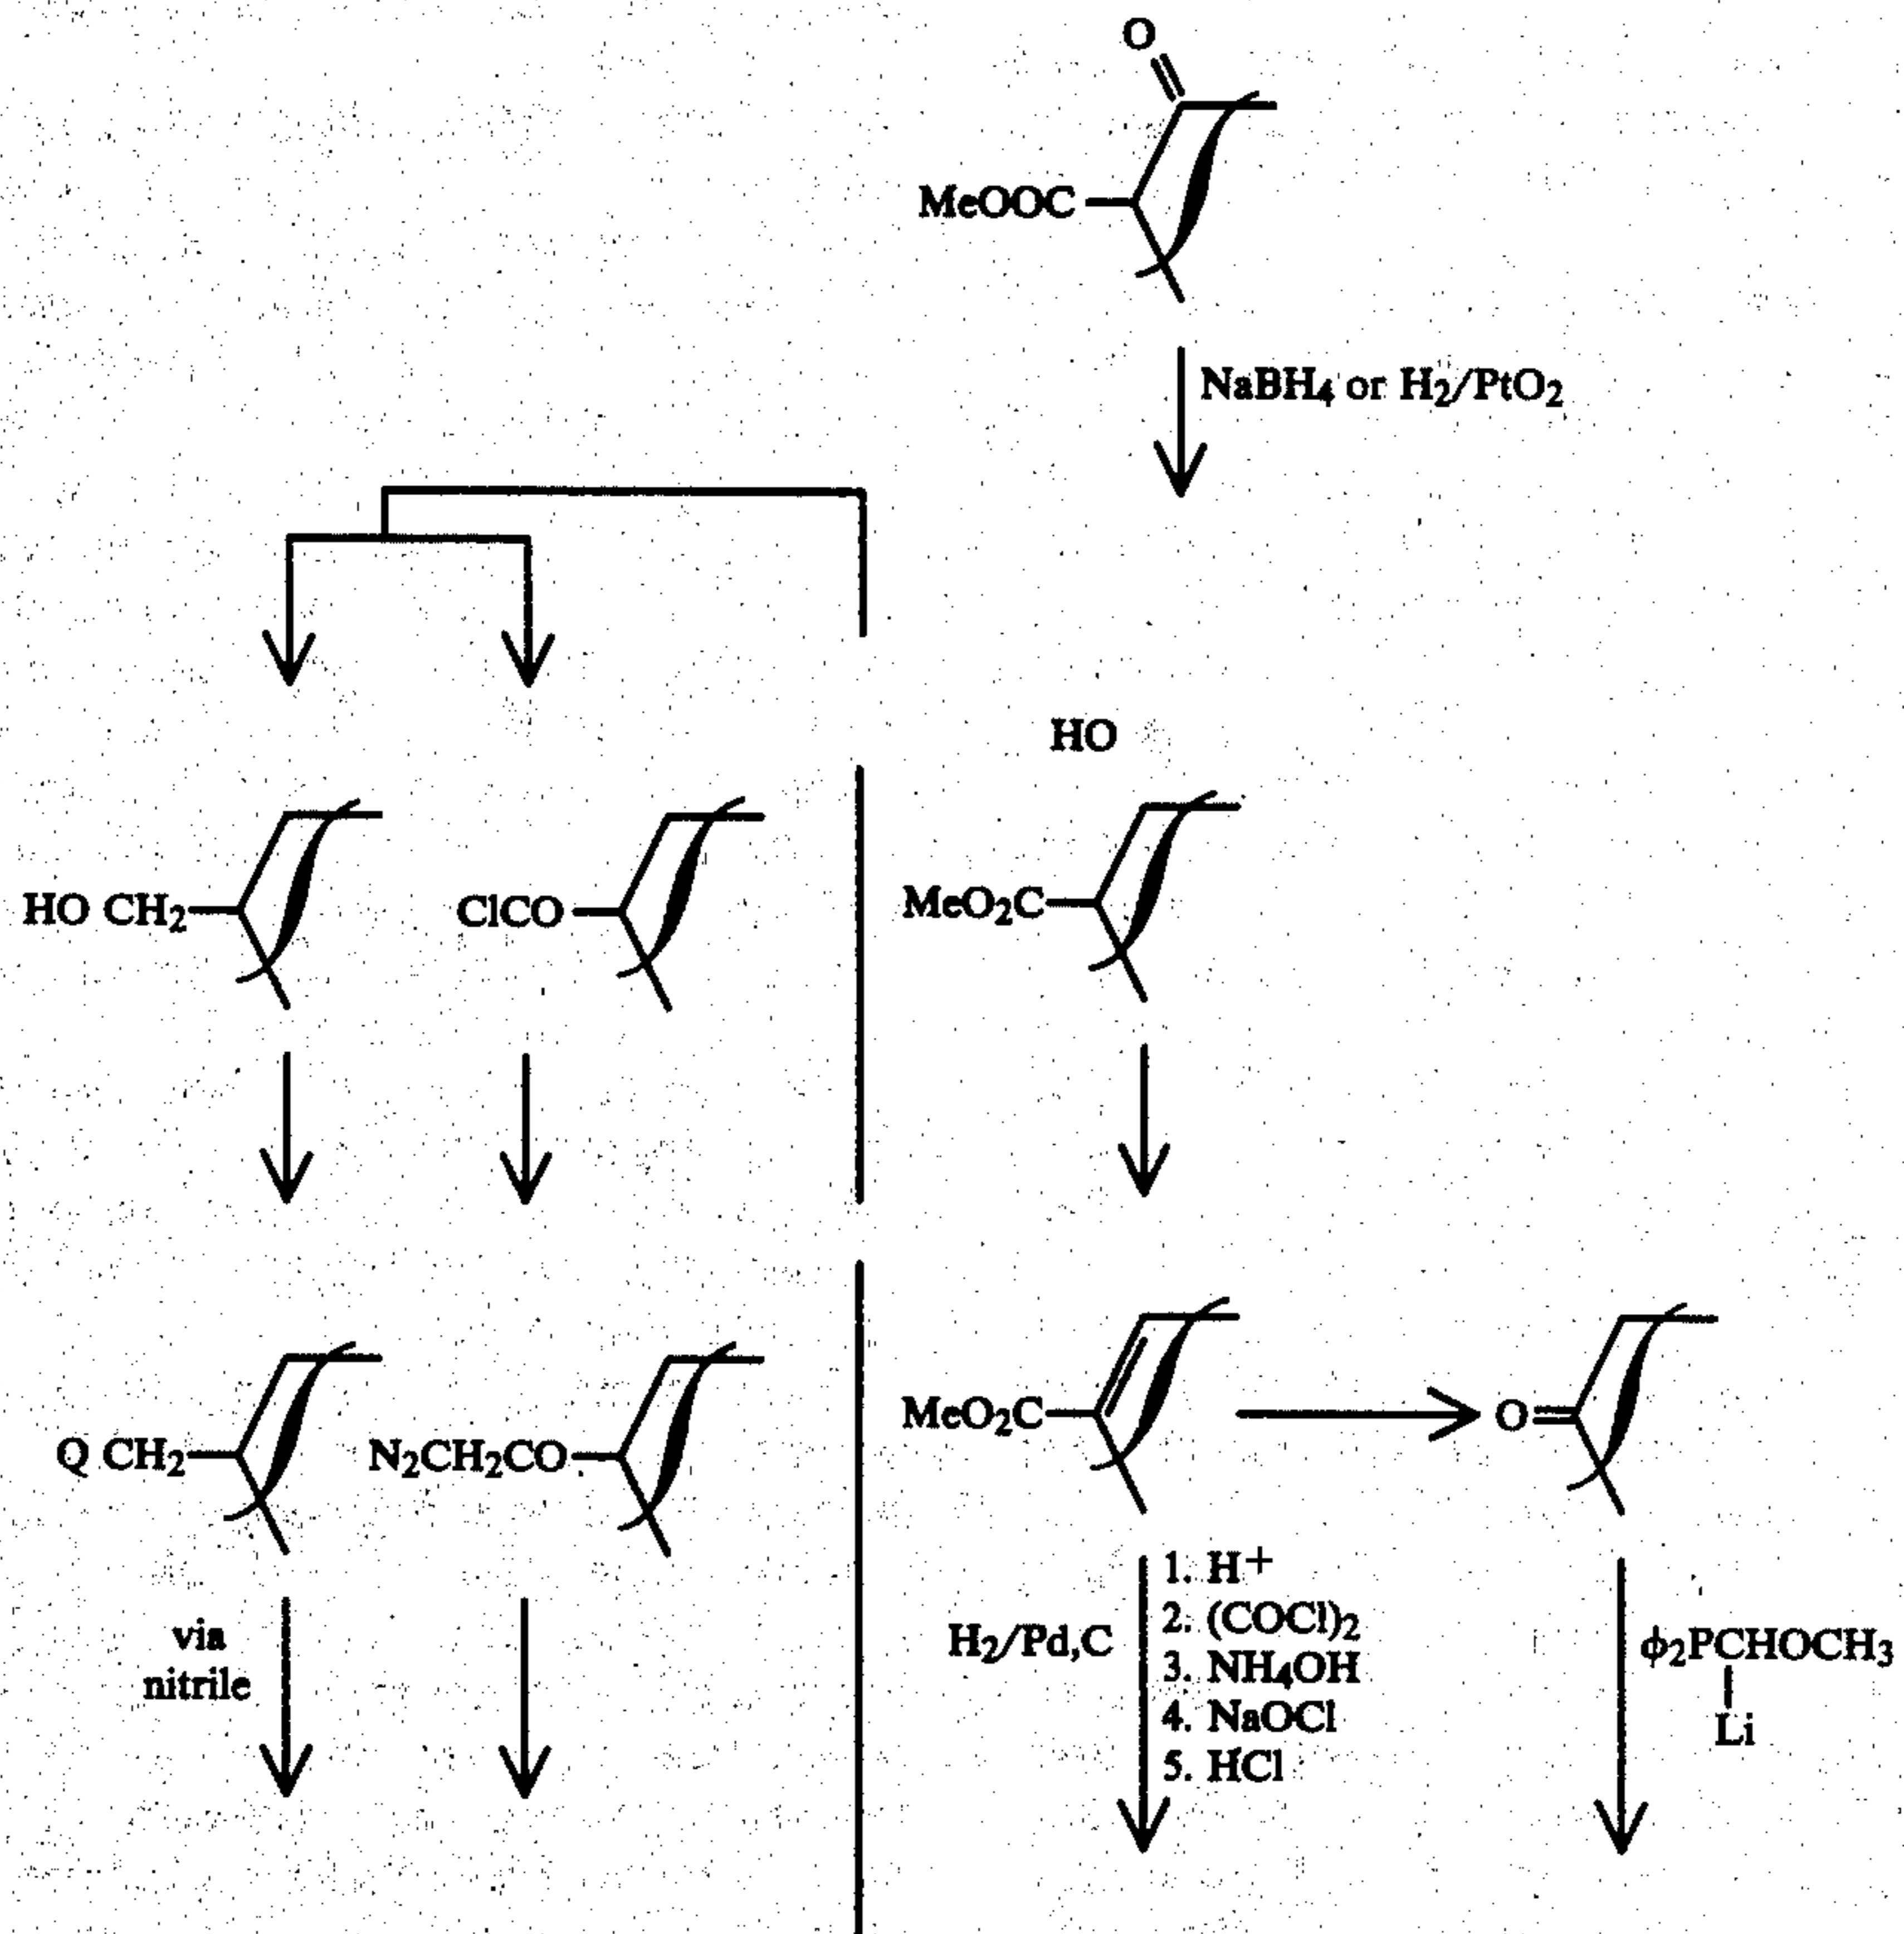 O
MeOOC
NaBH4 or H2/PtO2
HO
HO CH2
ClCO
MeO2C
Q CH2
N2CH2CO
MeO2C
O
via
nitrile
H2/Pd,C
1. H+
2. (COCl)2
3. NH4OH
4. NaOCl
5. HCl
ϕ2PCHOCH3
Li